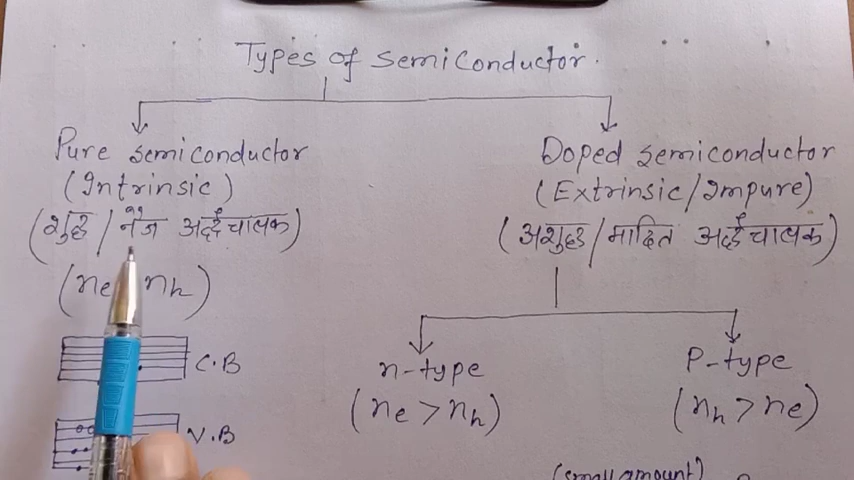 Types of Semiconductor.
Pure semiconductor
(Intrinsic)
(शुद्ध / नैज अर्द्धचालक)
(ne nh)
C.B
V.B
Doped semiconductor
(Extrinsic/Impure)
(अशुद्ध/मादित अर्द्धचालक)
n-type
(ne > nh)
P-type
(nh > ne)
(small amount)